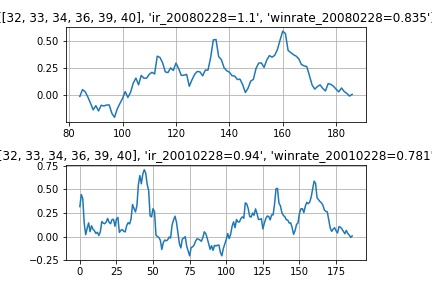 [[32, 33, 34, 36, 39, 40], 'ir_20080228=1.1', 'winrate_20080228=0.835']
0.50
0.25
0.00
80 100 120 140 160 180
[32, 33, 34, 36, 39, 40], 'ir_20010228=0.94', 'winrate_20010228=0.781'
0.75
0.50
0.25
0.00
−0.25
0 25 50 75 100 125 150 175